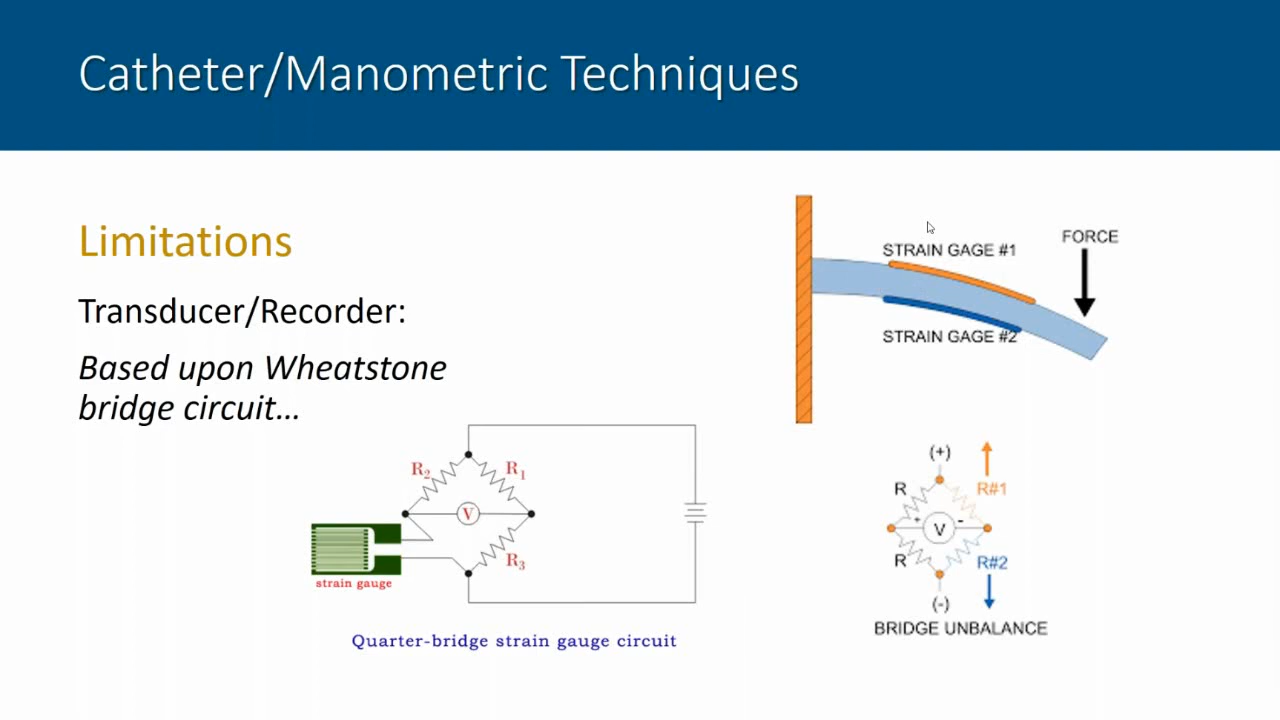 Catheter/Manometric Techniques
Limitations
Transducer/Recorder:
Based upon Wheatstone
bridge circuit...
STRAIN GAGE #1
FORCE
STRAIN GAGE #2
R2
R1
V
R3
strain gauge
Quarter-bridge strain gauge circuit
(+)
R
R#1
+
V
-
R
R#2
(-)
BRIDGE UNBALANCE